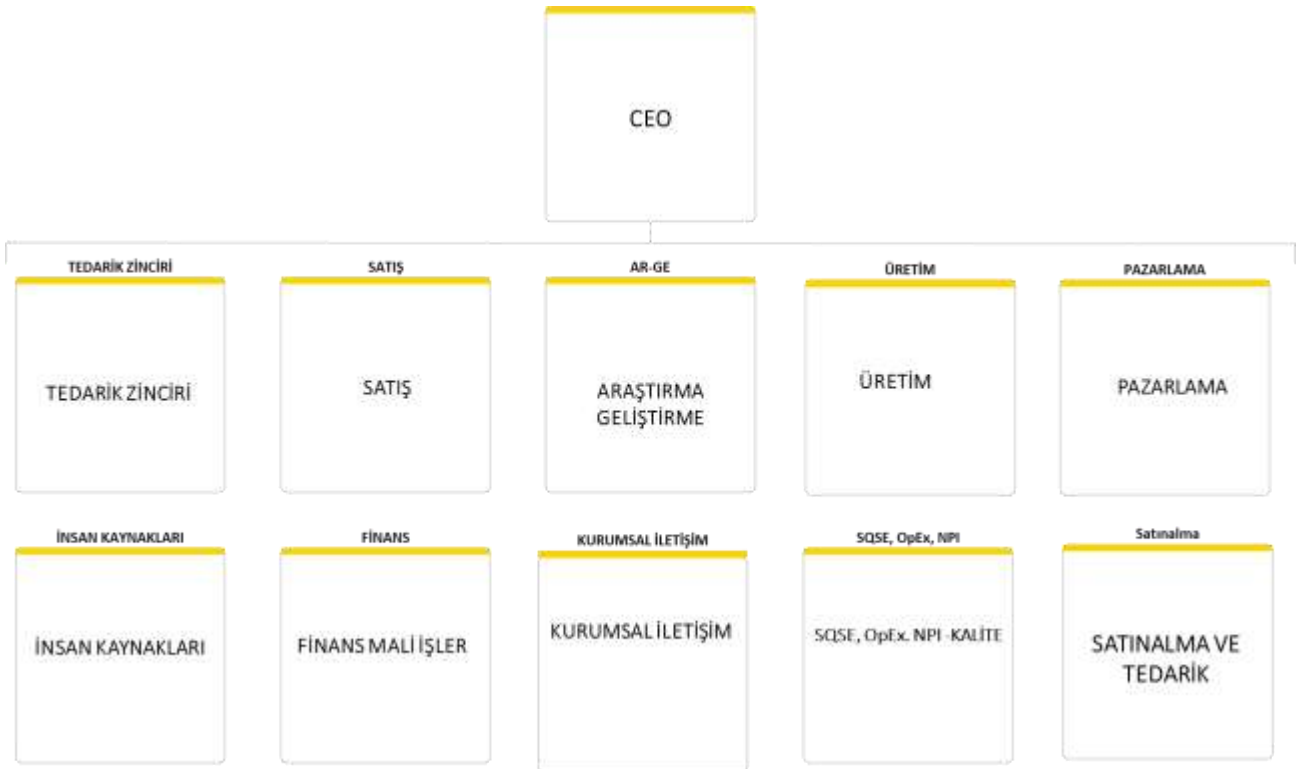 CEO
TEDARİK ZİNCİRİ
SATIŞ
AR-GE
ÜRETİM
PAZARLAMA
TEDARİK ZİNCİRİ
SATIŞ
ARAŞTIRMA
GELİŞTİRME
ÜRETİM
PAZARLAMA
İNSAN KAYNAKLARI
FİNANS
KURUMSAL İLETİŞİM
SQSE, OpEx, NPI
Satınalma
İNSAN KAYNAKLARI
FİNANS MALİ İŞLER
KURUMSAL İLETİŞİM
SQSE, OpEx. NPI -KALİTE
SATINALMA VE
TEDARİK